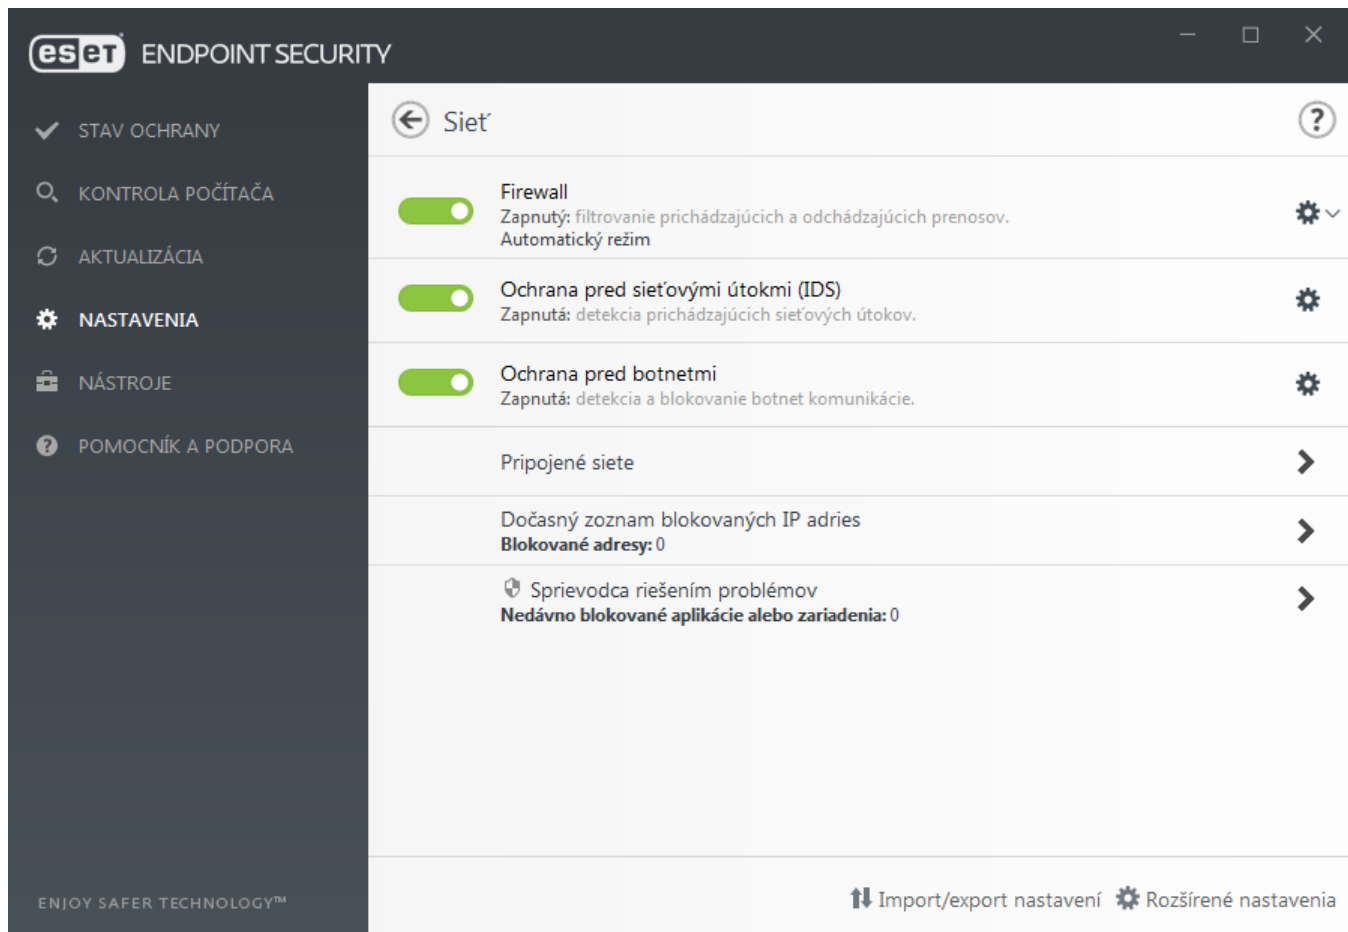 eset ENDPOINT SECURITY
STAV OCHRANY
KONTROLA POČÍTAČA
AKTUALIZÁCIA
NASTAVENIA
NÁSTROJE
POMOCNÍK A PODPORA
ENJOY SAFER TECHNOLOGY™
Sieť
?
Firewall
Zapnutý: filtrovanie prichádzajúcich a odchádzajúcich prenosov.
Automatický režim
Ochrana pred sieťovými útokmi (IDS)
Zapnutá: detekcia prichádzajúcich sieťových útokov.
Ochrana pred botnetmi
Zapnutá: detekcia a blokovanie botnet komunikácie.
Pripojené siete
Dočasný zoznam blokovaných IP adries
Blokované adresy: 0
Sprievodca riešením problémov
Nedávno blokované aplikácie alebo zariadenia: 0
Import/export nastavení Rozšírené nastavenia